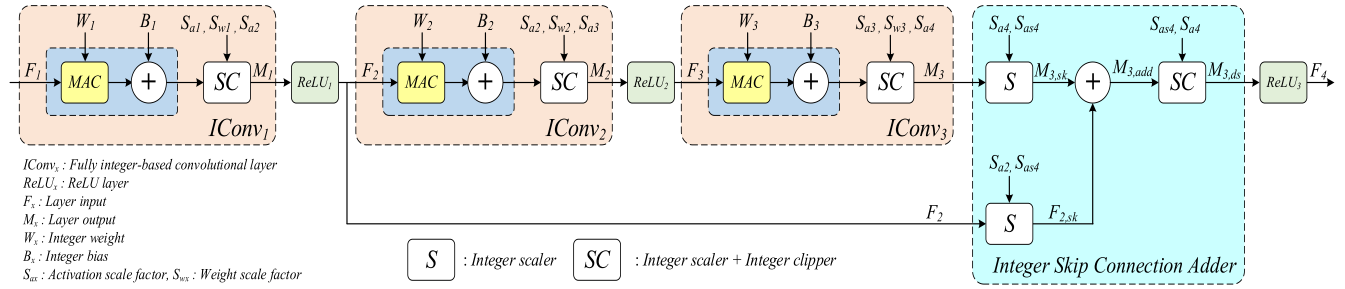 W1 B1 Sa1, Sw1, Sa2
F1 MAC + SC M1 ReLU1
IConv1
W2 B2 Sa2, Sw2, Sa3
F2 MAC + SC M2 ReLU2
IConv2
W3 B3 Sa3, Sw3, Sa4
F3 MAC + SC M3
IConv3
Sa4, Sas4 Sas4, Sa4
S M3,sk + M3,add SC M3,ds ReLU3 F4
Sa2, Sas4
F2 S F2,sk
Integer Skip Connection Adder
IConvx : Fully integer-based convolutional layer
ReLUx : ReLU layer
Fx : Layer input
Mx : Layer output
Wx : Integer weight
Bx : Integer bias
Sax : Activation scale factor, Swx : Weight scale factor
S : Integer scaler
SC : Integer scaler + Integer clipper